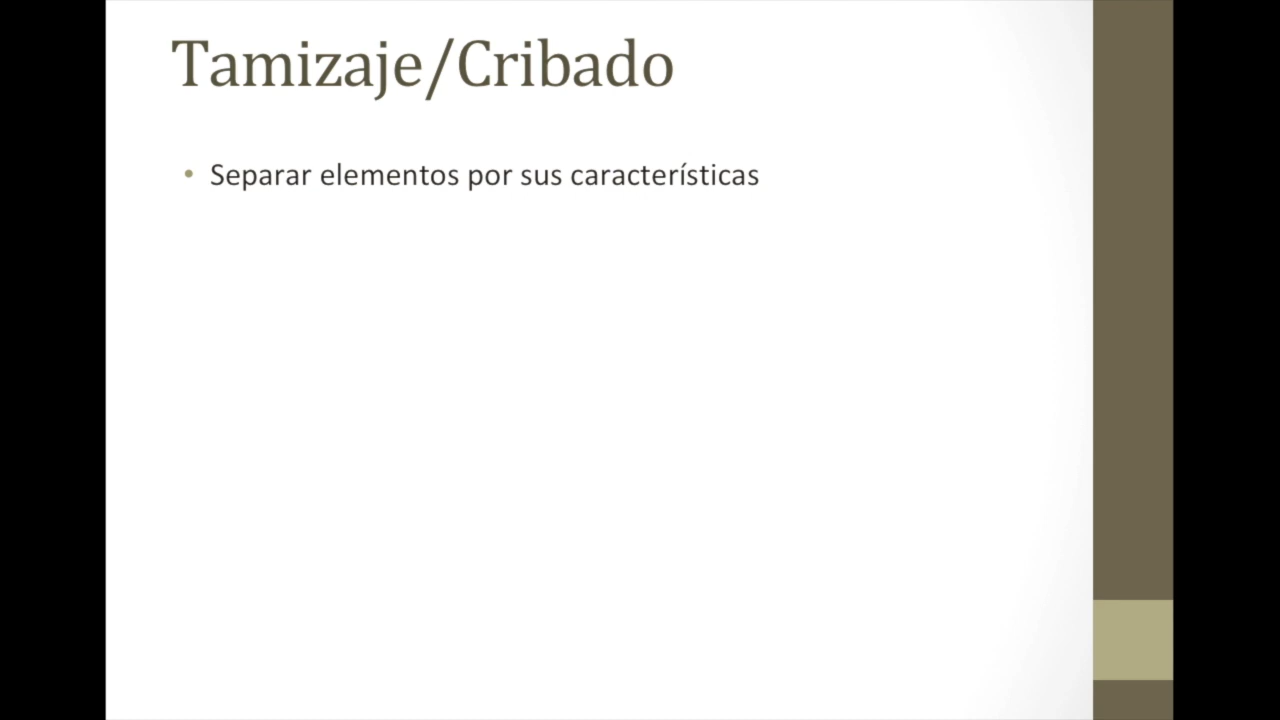 Tamizaje/Cribado
• Separar elementos por sus características